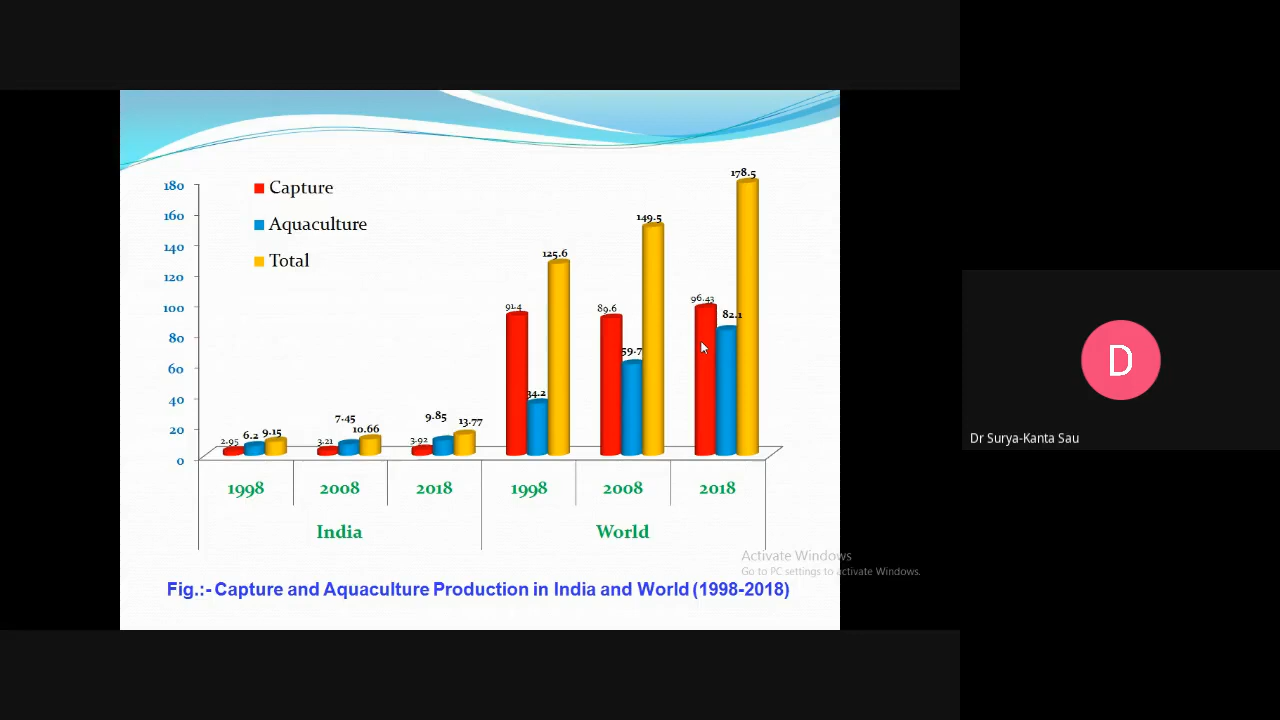 180
160
140
120
100
80
60
40
20
0
Capture
Aquaculture
Total
2.95 6.2 9.15
3.21 7.45 10.66
3.92 9.85 13.77
91.4 34.2 125.6
89.6 59.7 149.5
96.43 82.1 178.5
1998 2008 2018 1998 2008 2018
India World
Fig.:- Capture and Aquaculture Production in India and World (1998-2018)
Activate Windows
Go to PC settings to activate Windows.
D
Dr Surya-Kanta Sau